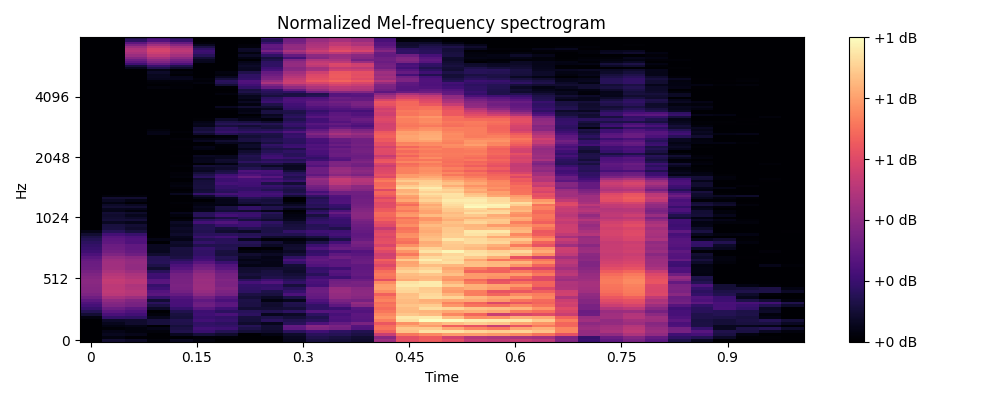 Normalized Mel-frequency spectrogram
Hz
4096
2048
1024
512
0
0 0.15 0.3 0.45 0.6 0.75 0.9
Time
+1 dB
+1 dB
+1 dB
+0 dB
+0 dB
+0 dB